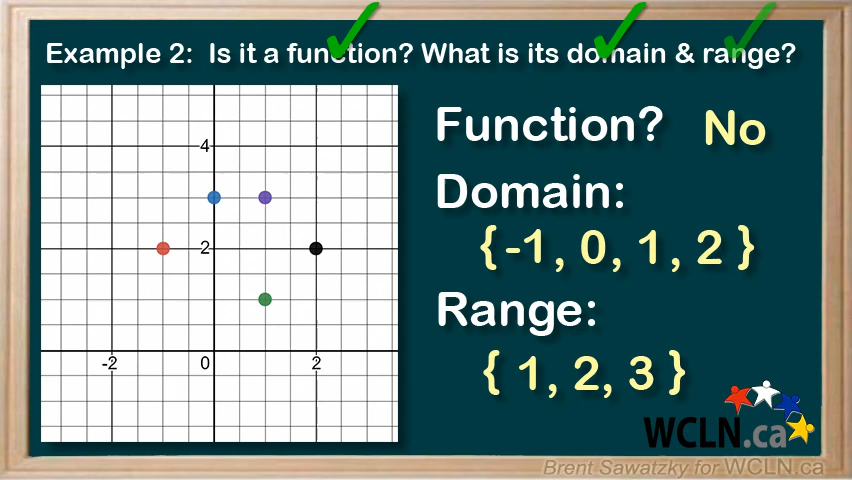 Example 2: Is it a function? What is its domain & range?
Function? No
Domain:
{ -1, 0, 1, 2 }
Range:
{ 1, 2, 3 }
4
2
-2 0 2
WCLN.ca
Brent Sawatzky for WCLN.ca